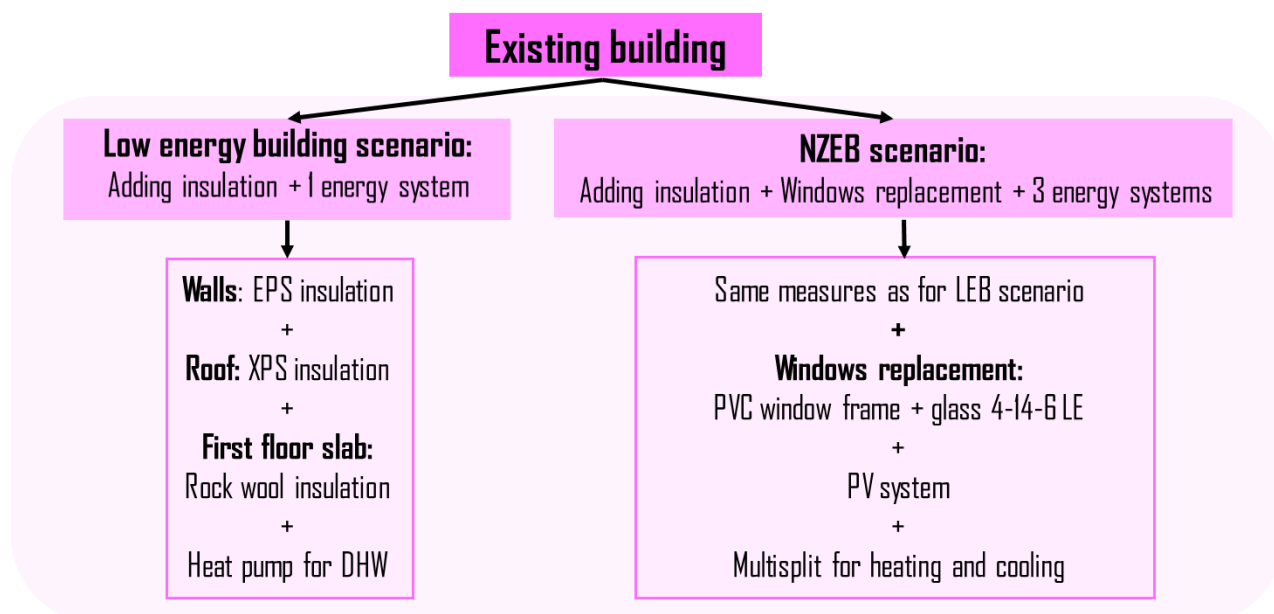 Existing building
Low energy building scenario:
Adding insulation + 1 energy system
NZEB scenario:
Adding insulation + Windows replacement + 3 energy systems
Walls: EPS insulation
+
Roof: XPS insulation
+
First floor slab:
Rock wool insulation
+
Heat pump for DHW
Same measures as for LEB scenario
+
Windows replacement:
PVC window frame + glass 4-14-6 LE
+
PV system
+
Multisplit for heating and cooling